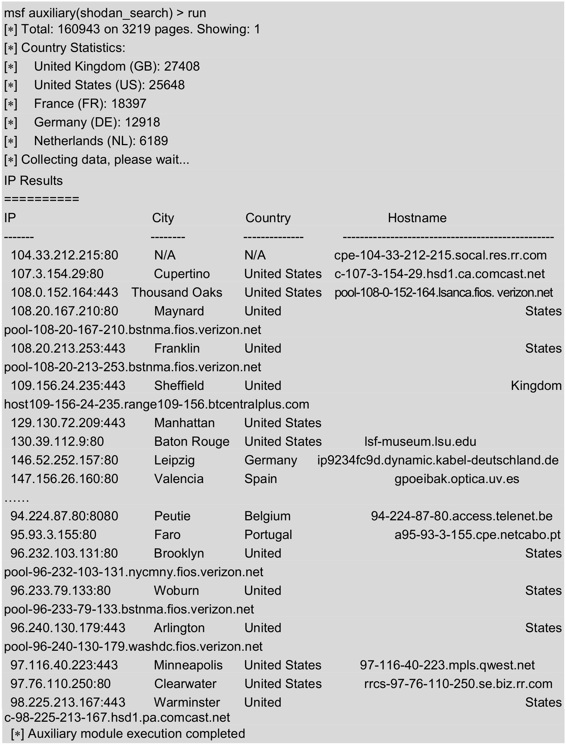 msf auxiliary(shodan_search) > run
[*] Total: 160943 on 3219 pages. Showing: 1
[*] Country Statistics:
[*] United Kingdom (GB): 27408
[*] United States (US): 25648
[*] France (FR): 18397
[*] Germany (DE): 12918
[*] Netherlands (NL): 6189
[*] Collecting data, please wait...
IP Results
==========
IP City Country Hostname
------- -------- -------------- --------------------------------------------------
104.33.212.215:80 N/A N/A cpe-104-33-212-215.socal.res.rr.com
107.3.154.29:80 Cupertino United States c-107-3-154-29.hsd1.ca.comcast.net
108.0.152.164:443 Thousand Oaks United States pool-108-0-152-164.lsanca.fios. verizon.net
108.20.167.210:80 Maynard United States
pool-108-20-167-210.bstnma.fios.verizon.net
108.20.213.253:443 Franklin United States
pool-108-20-213-253.bstnma.fios.verizon.net
109.156.24.235:443 Sheffield United Kingdom
host109-156-24-235.range109-156.btcentralplus.com
129.130.72.209:443 Manhattan United States
130.39.112.9:80 Baton Rouge United States lsf-museum.lsu.edu
146.52.252.157:80 Leipzig Germany ip9234fc9d.dynamic.kabel-deutschland.de
147.156.26.160:80 Valencia Spain gpoeibak.optica.uv.es
……
94.224.87.80:8080 Peutie Belgium 94-224-87-80.access.telenet.be
95.93.3.155:80 Faro Portugal a95-93-3-155.cpe.netcabo.pt
96.232.103.131:80 Brooklyn United States
pool-96-232-103-131.nycmny.fios.verizon.net
96.233.79.133:80 Woburn United States
pool-96-233-79-133.bstnma.fios.verizon.net
96.240.130.179:443 Arlington United States
pool-96-240-130-179.washdc.fios.verizon.net
97.116.40.223:443 Minneapolis United States 97-116-40-223.mpls.qwest.net
97.76.110.250:80 Clearwater United States rrcs-97-76-110-250.se.biz.rr.com
98.225.213.167:443 Warminster United States
c-98-225-213-167.hsd1.pa.comcast.net
[*] Auxiliary module execution completed